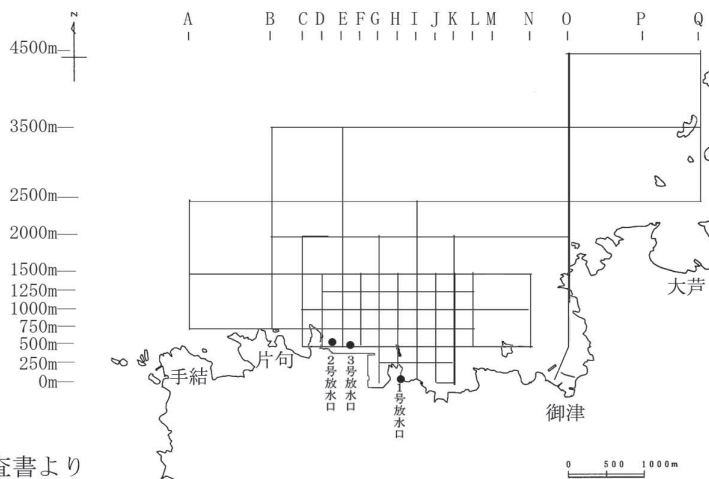 A B C D E F G H I J K L M N O P Q
z
4500m
3500m
2500m
2000m
1500m
1250m
1000m
750m
500m
250m
0m
大芦
片句
手結
2号放水口
3号放水口
1号放水口
御津
査書より
0 500 1000m